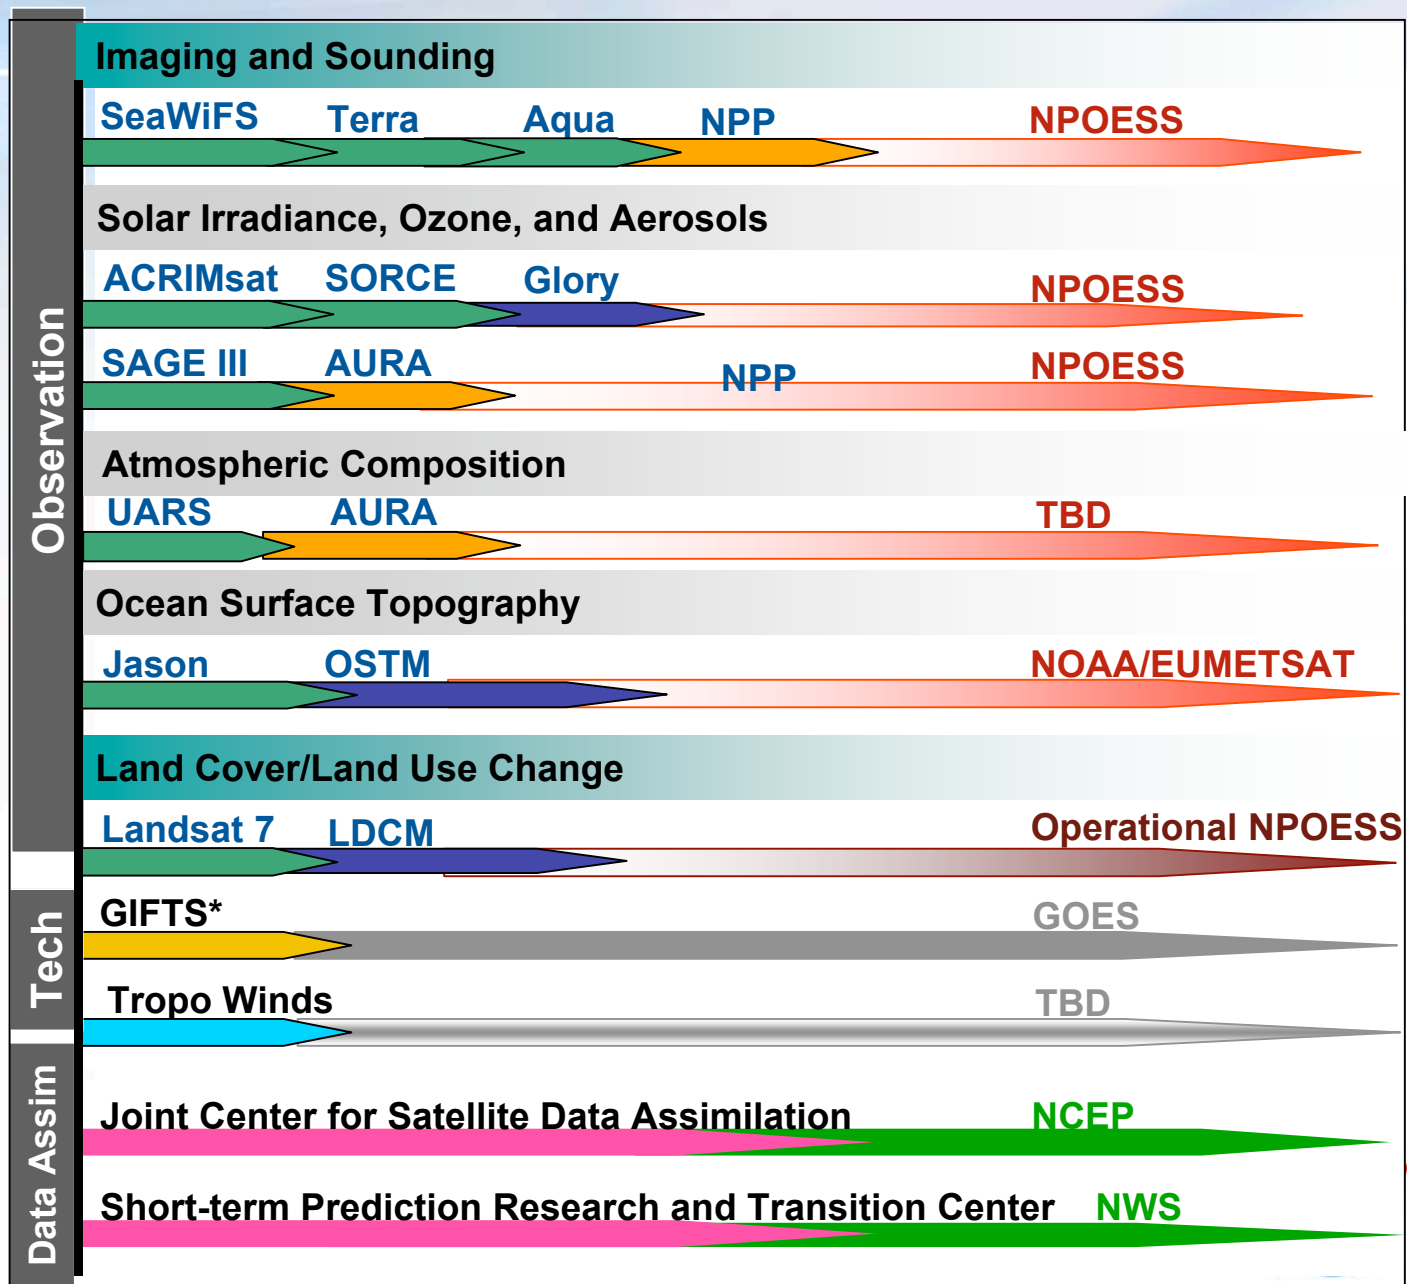 Observation
Imaging and Sounding
SeaWiFS Terra Aqua NPP NPOESS
Solar Irradiance, Ozone, and Aerosols
ACRIMsat SORCE Glory NPOESS
SAGE III AURA NPP NPOESS
Atmospheric Composition
UARS AURA TBD
Ocean Surface Topography
Jason OSTM NOAA/EUMETSAT
Land Cover/Land Use Change
Landsat 7 LDCM Operational NPOESS
Tech
GIFTS* GOES
Tropo Winds TBD
Data Assim
Joint Center for Satellite Data Assimilation NCEP
Short-term Prediction Research and Transition Center NWS